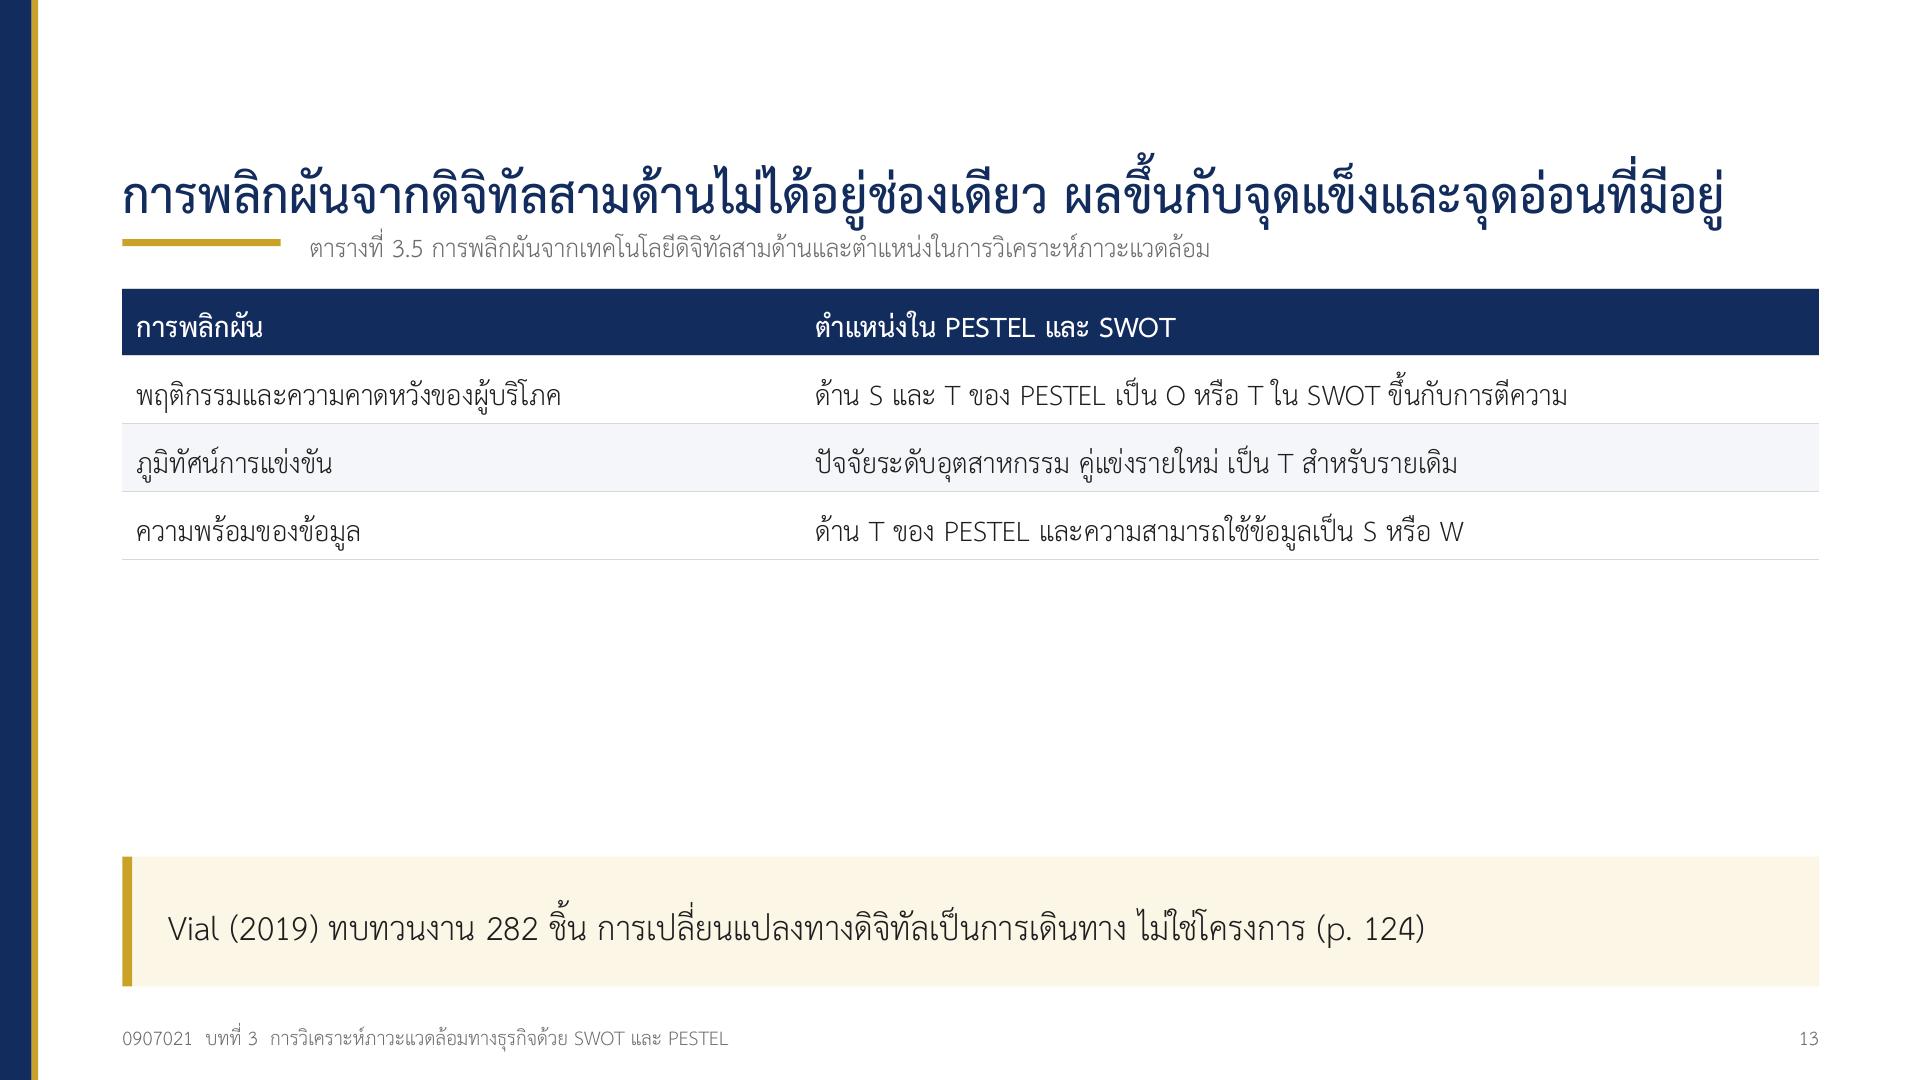 การพลิกผันจากดิจิทัลสามด้านไม่ได้อยู่ช่องเดียว ผลขึ้นกับจุดแข็งและจุดอ่อนที่มีอยู่
ตารางที่ 3.5 การพลิกผันจากเทคโนโลยีดิจิทัลสามด้านและตำแหน่งในการวิเคราะห์ภาวะแวดล้อม
การพลิกผัน ตำแหน่งใน PESTEL และ SWOT
พฤติกรรมและความคาดหวังของผู้บริโภค ด้าน S และ T ของ PESTEL เป็น O หรือ T ใน SWOT ขึ้นกับการตีความ
ภูมิทัศน์การแข่งขัน ปัจจัยระดับอุตสาหกรรม คู่แข่งรายใหม่ เป็น T สำหรับรายเดิม
ความพร้อมของข้อมูล ด้าน T ของ PESTEL และความสามารถใช้ข้อมูลเป็น S หรือ W
Vial (2019) ทบทวนงาน 282 ชิ้น การเปลี่ยนแปลงทางดิจิทัลเป็นการเดินทาง ไม่ใช่โครงการ (p. 124)
0907021 บทที่ 3 การวิเคราะห์ภาวะแวดล้อมทางธุรกิจด้วย SWOT และ PESTEL 13